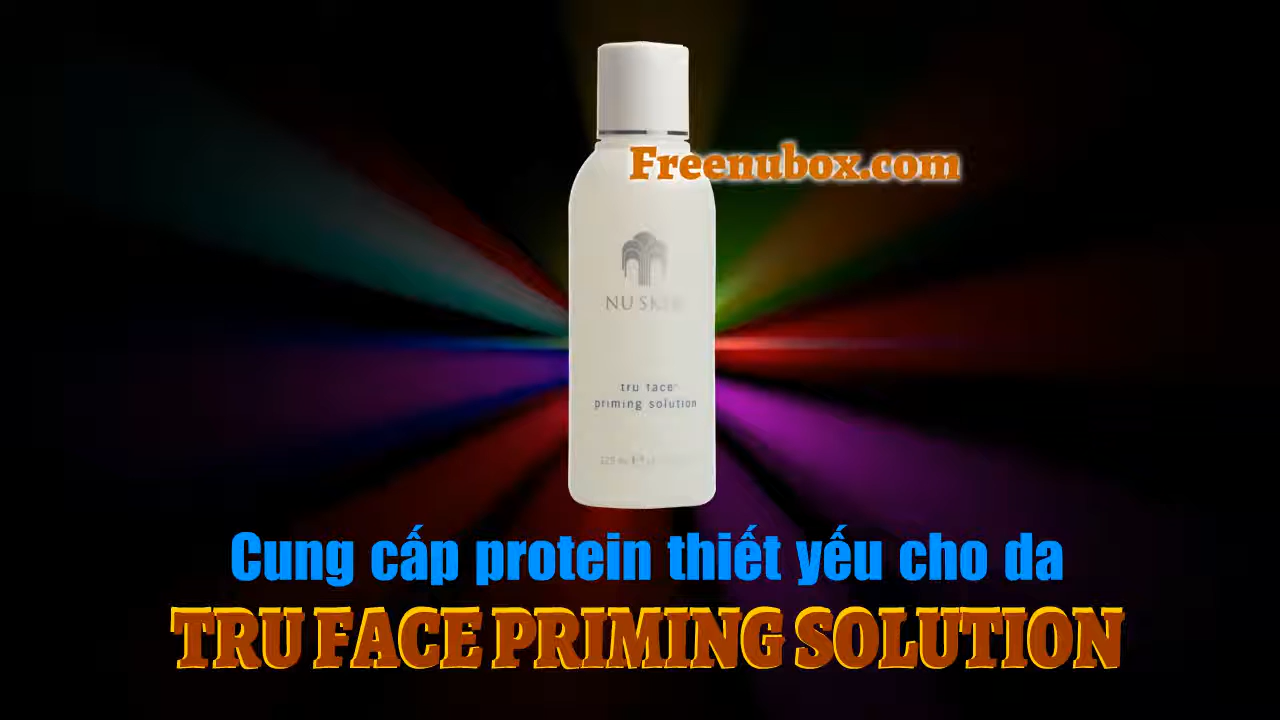 Freenubox.com
NU SKIN
tru face
priming solution
Cung cấp protein thiết yếu cho da
TRU FACE PRIMING SOLUTION